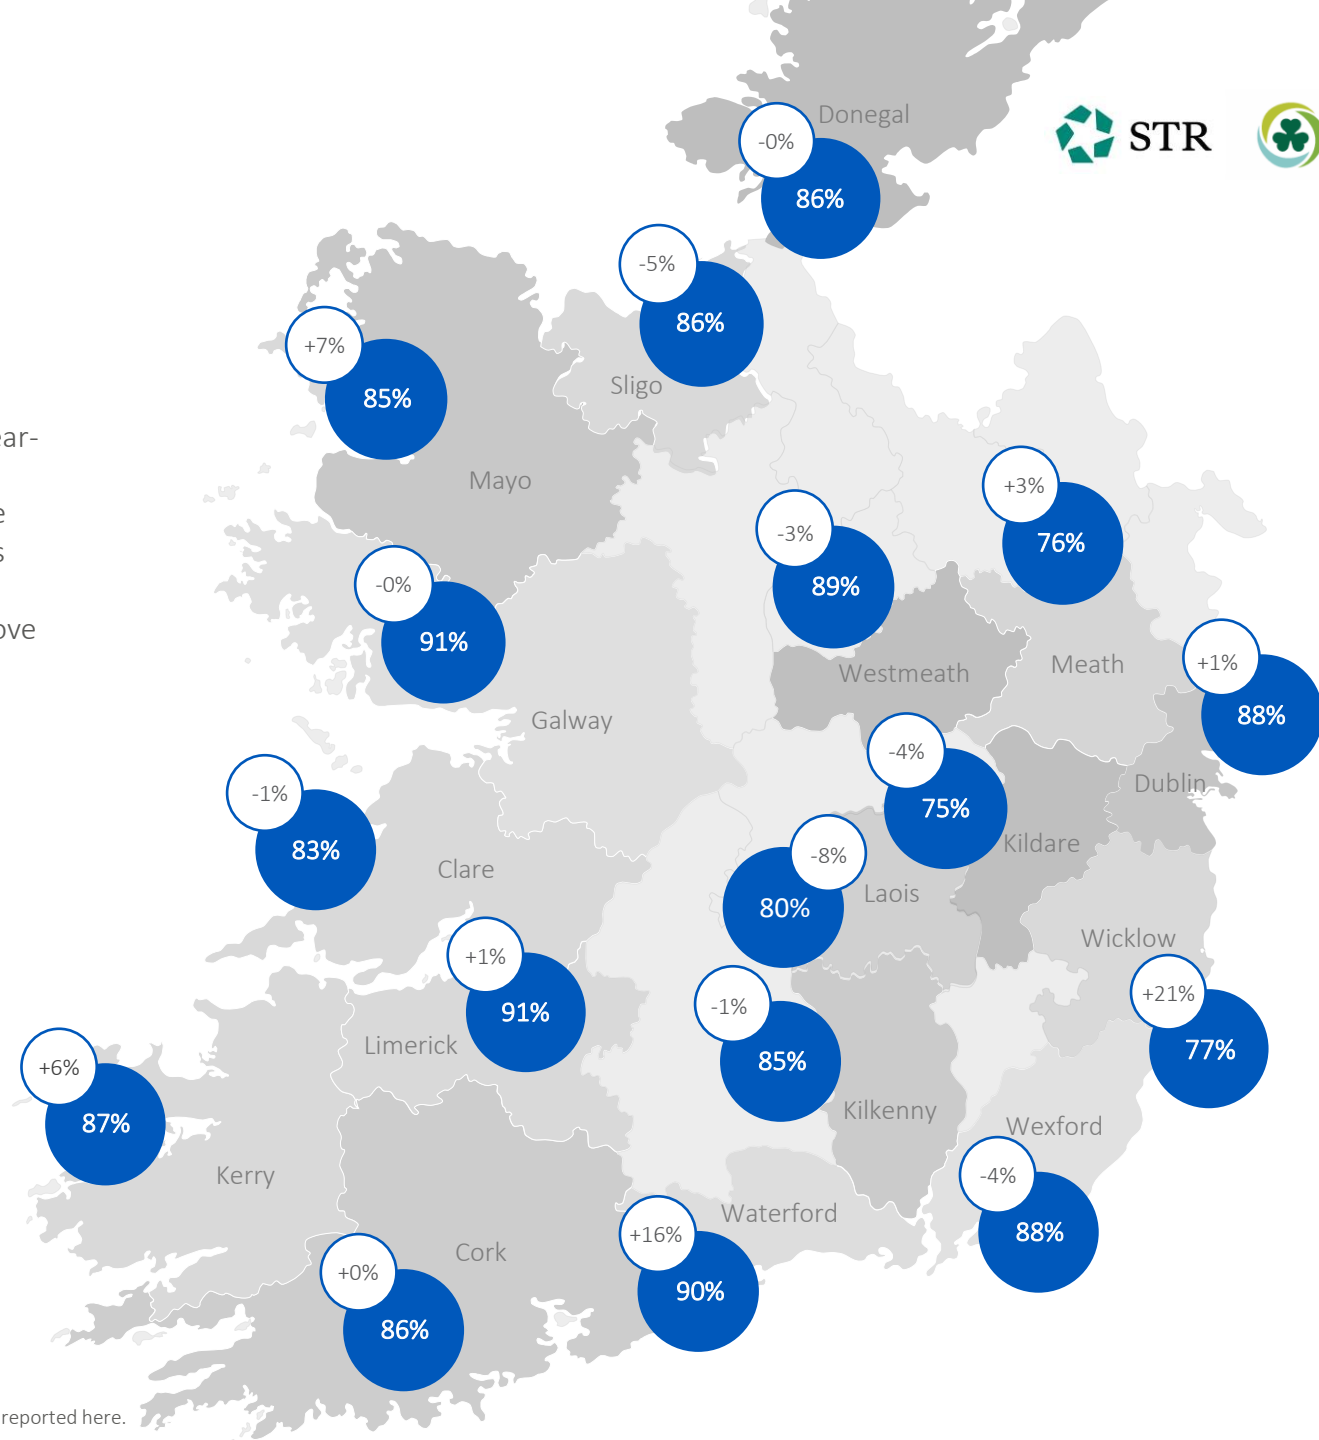 Donegal
STR
-0%
86%
-5%
86%
Sligo
+7%
85%
ear-
Mayo
e
s
ove
+3%
76%
-3%
89%
-0%
91%
Westmeath
Meath
+1%
88%
Galway
-4%
75%
Dublin
Kildare
-1%
83%
Clare
-8%
80%
Laois
Wicklow
+21%
77%
+1%
91%
Limerick
-1%
85%
Kilkenny
+6%
87%
Kerry
Wexford
-4%
88%
Waterford
+16%
90%
Cork
+0%
86%
reported here.